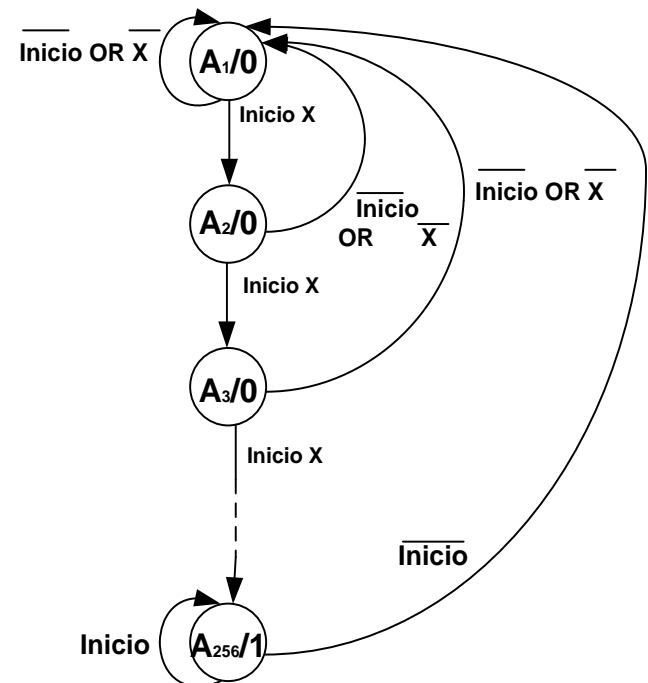 Inicio OR X
A1/0
Inicio X
Inicio OR X
Inicio
OR X
A2/0
Inicio X
A3/0
Inicio X
Inicio
Inicio
A256/1